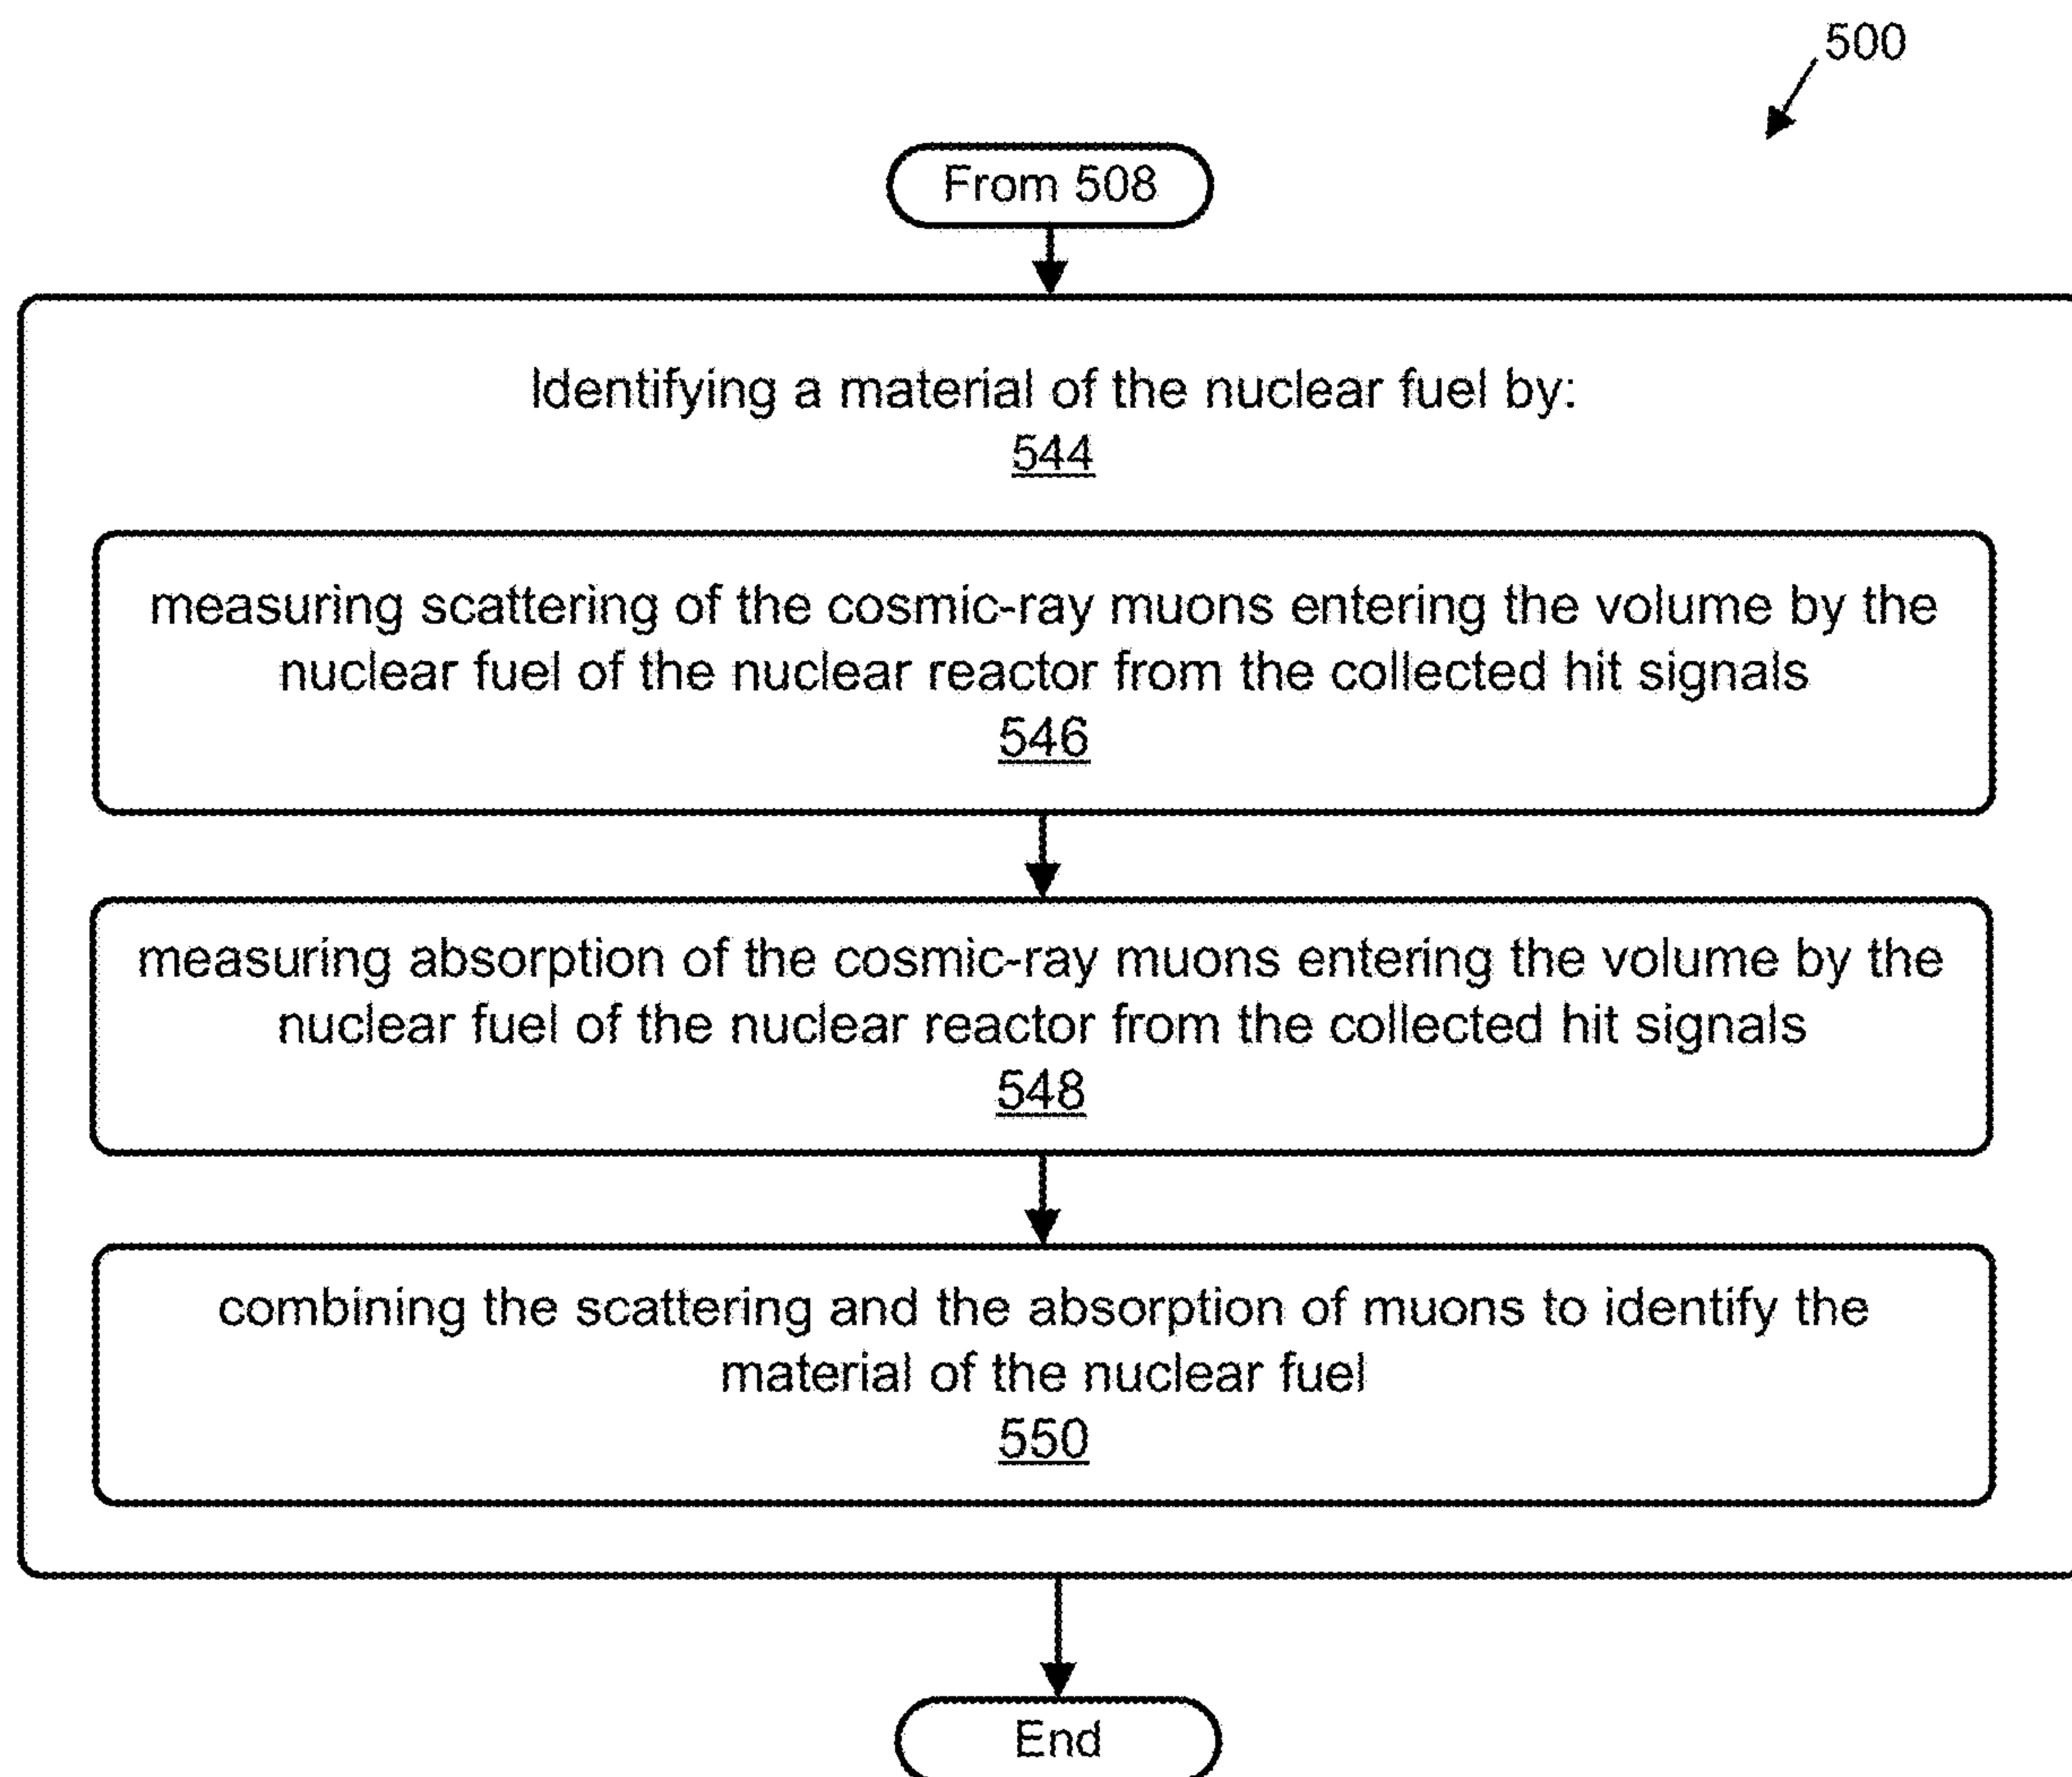 500
From 508
Identifying a material of the nuclear fuel by:
544
measuring scattering of the cosmic-ray muons entering the volume by the
nuclear fuel of the nuclear reactor from the collected hit signals
546
measuring absorption of the cosmic-ray muons entering the volume by the
nuclear fuel of the nuclear reactor from the collected hit signals
548
combining the scattering and the absorption of muons to identify the
material of the nuclear fuel
550
End